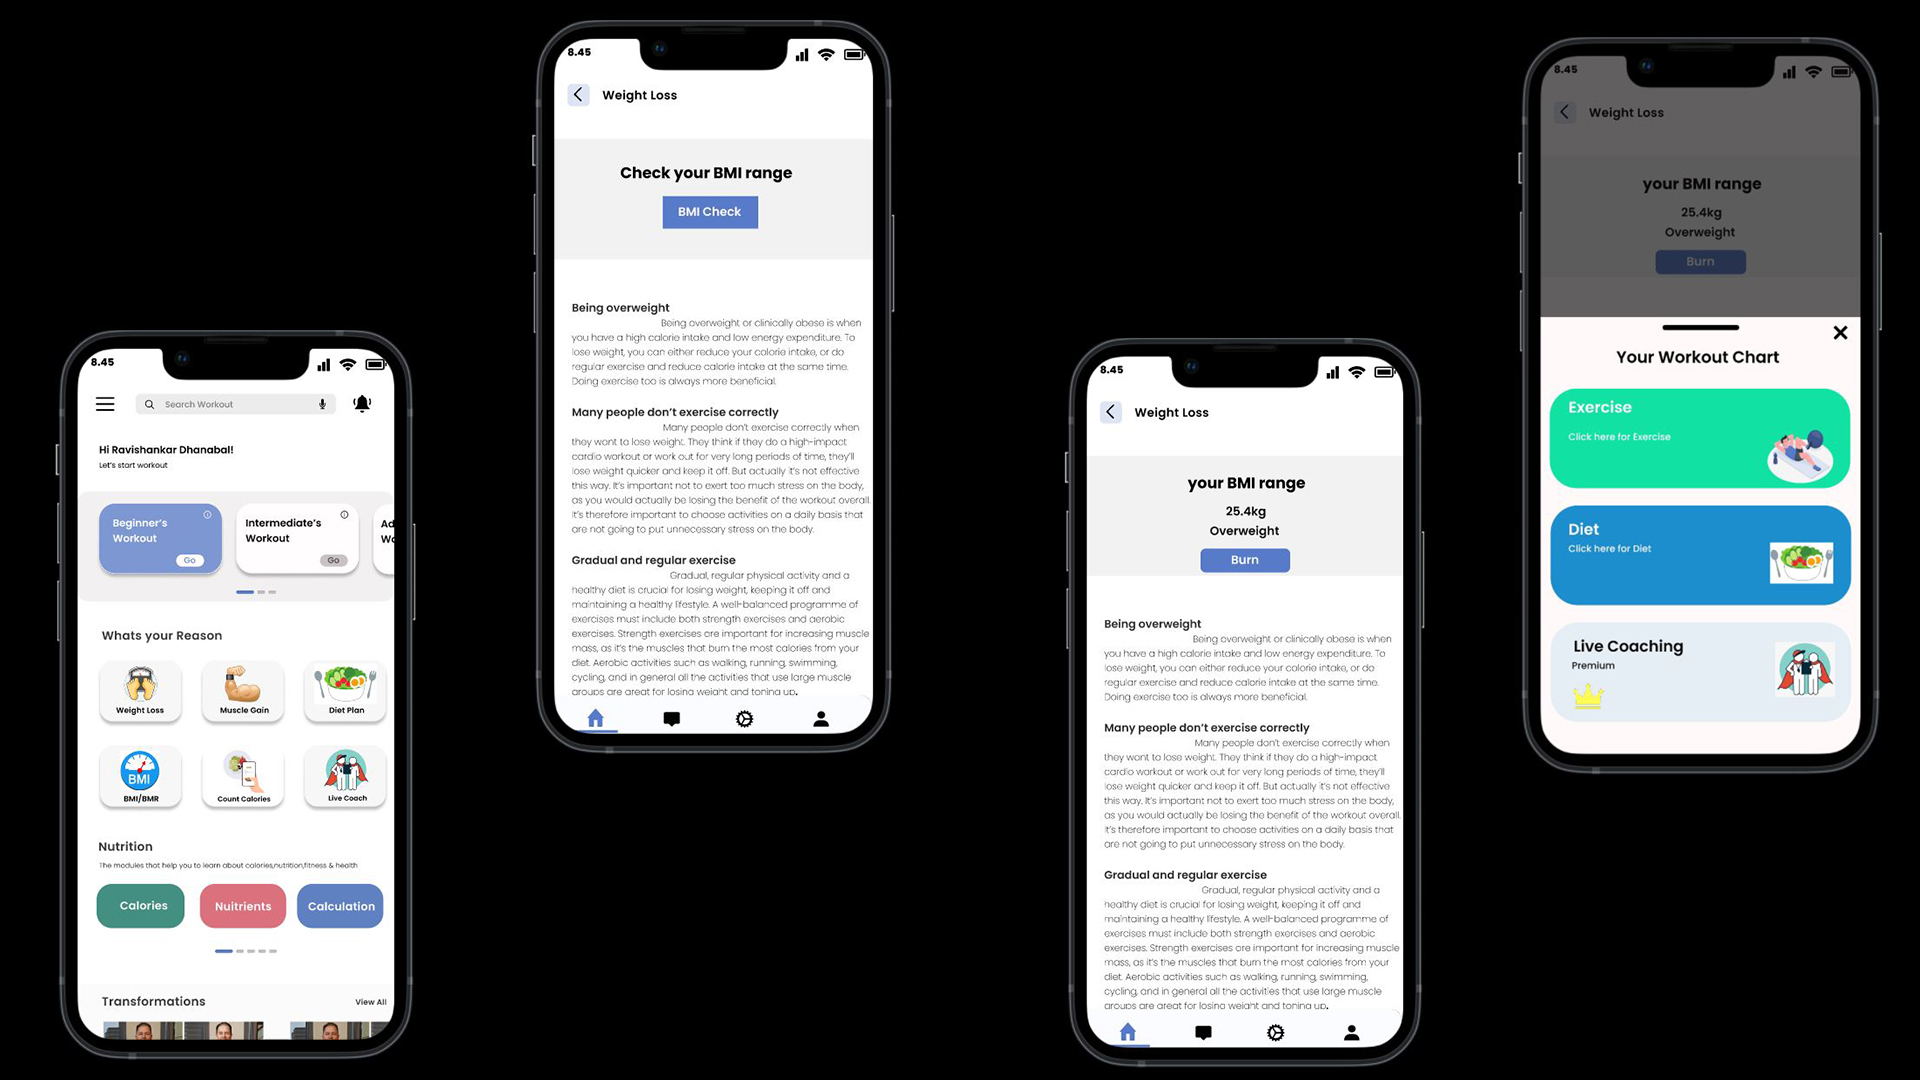 8.45
Search Workout
Hi Ravishankar Dhanabal!
Let's start workout
Beginner's
Workout
Go
Intermediate's
Workout
Go
Ad
Wo
Whats your Reason
Weight Loss
Muscle Gain
Diet Plan
BMI
BMI/BMR
Count Calories
Live Coach
Nutrition
The modules that help you to learn about calories,nutrition,fitness & health
Calories
Nuitrients
Calculation
Transformations
View All
8.45
Weight Loss
Check your BMI range
BMI Check
Being overweight
Being overweight or clinically abese is when
you have a high calorie intake and low energy expenditure. To
lose weight, you can either reduce your calorie intake, or do
regular exercise and reduce calorie intake at the same time.
Doing exercise too is always more beneficial.
Many people don't exercise correctly
Many people don't exercise correctly when
they want to lose weight. They think if they do a high-impact
cardio workout or work out for very long periods of time, they'll
lose weight quicker and keep it off. But actually it's not effective
this way. It's important not to exert too much stress on the body,
as you would actually be losing the benefit of the workout overall.
It's therefore important to choose activities on a daily basis that
are not going to put unnecessary stress on the body.
Gradual and regular exercise
Gradual, regular physical activity and a
healthy diet is crucial for losing weight, keeping it off and
maintaining a healthy lifestyle. A well-balanced programme of
exercises must include both strength exercises and aerobic
exercises. Strength exercises are important for increasing muscle
mass, as it's the muscles that burn the most calories from your
diet. Aerobic activities such as walking, running, swimming,
cycling, and in general all the activities that use large muscle
groups are great for losing weight and toning up.
8.45
Weight Loss
your BMI range
25.4kg
Overweight
Burn
Being overweight
Being overweight or clinically abese is when
you have a high calorie intake and low energy expenditure. To
lose weight, you can either reduce your calorie intake, or do
regular exercise and reduce calorie intake at the same time.
Doing exercise too is always more beneficial.
Many people don't exercise correctly
Many people don't exercise correctly when
they want to lose weight. They think if they do a high-impact
cardio workout or work out for very long periods of time, they'll
lose weight quicker and keep it off. But actually it's not effective
this way. It's important not to exert too much stress on the body,
as you would actually be losing the benefit of the workout overall.
It's therefore important to choose activities on a daily basis that
are not going to put unnecessary stress on the body.
Gradual and regular exercise
Gradual, regular physical activity and a
healthy diet is crucial for losing weight, keeping it off and
maintaining a healthy lifestyle. A well-balanced programme of
exercises must include both strength exercises and aerobic
exercises. Strength exercises are important for increasing muscle
mass, as it's the muscles that burn the most calories from your
diet. Aerobic activities such as walking, running, swimming,
cycling, and in general all the activities that use large muscle
groups are great for losing weight and toning up.
8.45
Weight Loss
your BMI range
25.4kg
Overweight
Burn
Your Workout Chart
Exercise
Click here for Exercise
Diet
Click here for Diet
Live Coaching
Premium